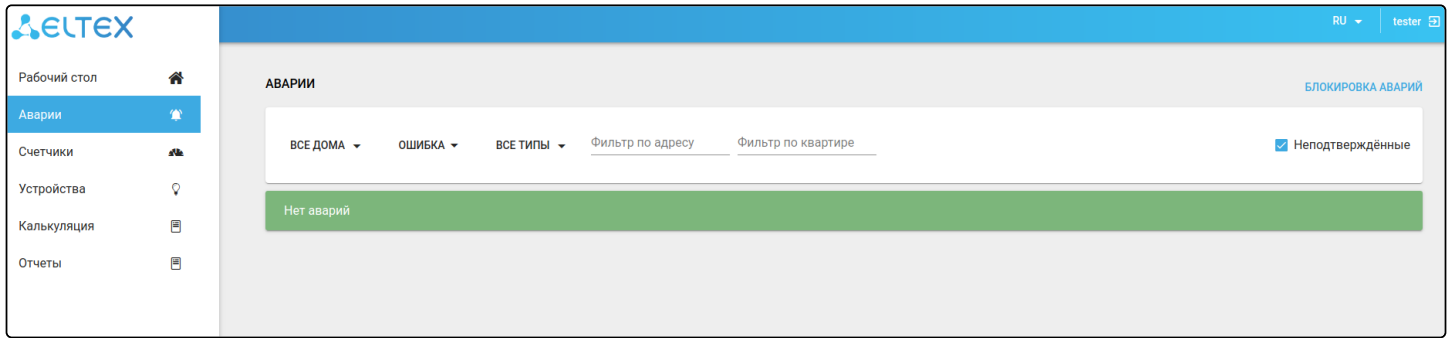 ELTEX
RU tester
Рабочий стол
Аварии
Счетчики
Устройства
Калькуляция
Отчеты
АВАРИИ
БЛОКИРОВКА АВАРИЙ
ВСЕ ДОМА ОШИБКА ВСЕ ТИПЫ Фильтр по адресу Фильтр по квартире Неподтверждённые
Нет аварий